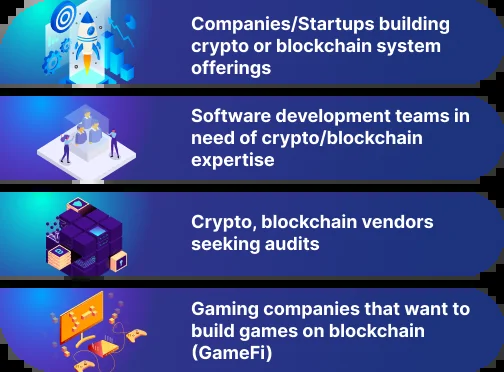 Companies/Startups building
crypto or blockchain system
offerings
Software development teams in
need of crypto/blockchain
expertise
Crypto, blockchain vendors
seeking audits
Gaming companies that want to
build games on blockchain
(GameFi)